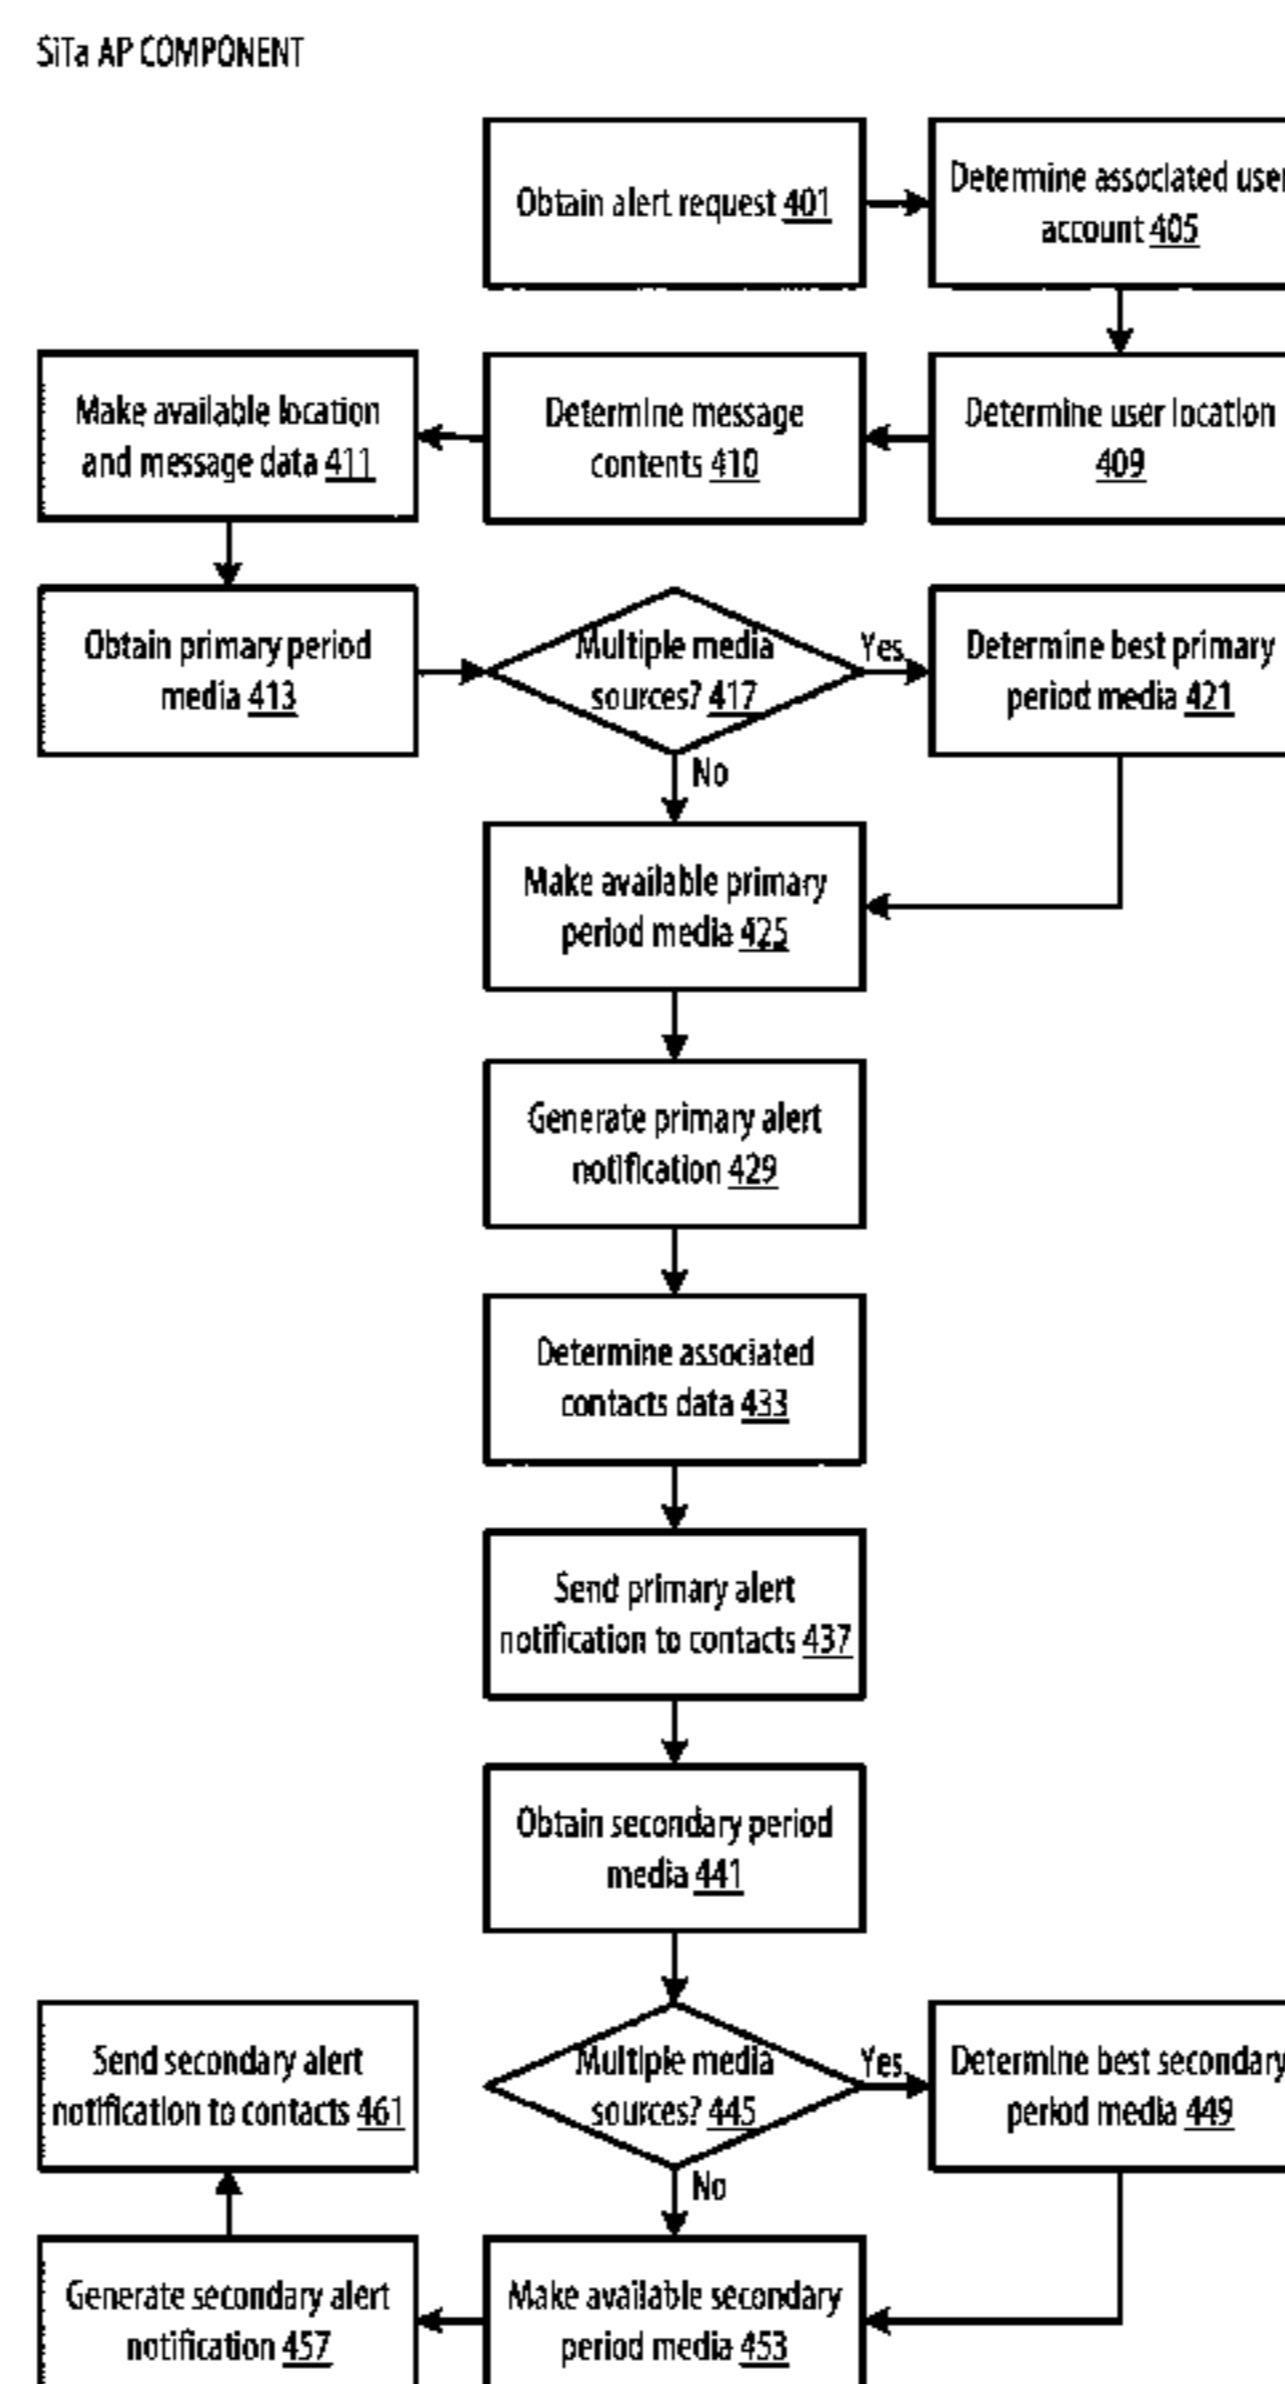 SiTa AP COMPONENT
Obtain alert request 401
Determine associated user
account 405
Determine user location
409
Determine message
contents 410
Make available location
and message data 411
Obtain primary period
media 413
Multiple media
sources? 417
Yes
No
Determine best primary
period media 421
Make available primary
period media 425
Generate primary alert
notification 429
Determine associated
contacts data 433
Send primary alert
notification to contacts 437
Obtain secondary period
media 441
Multiple media
sources? 445
Yes
No
Determine best secondary
period media 449
Make available secondary
period media 453
Generate secondary alert
notification 457
Send secondary alert
notification to contacts 461